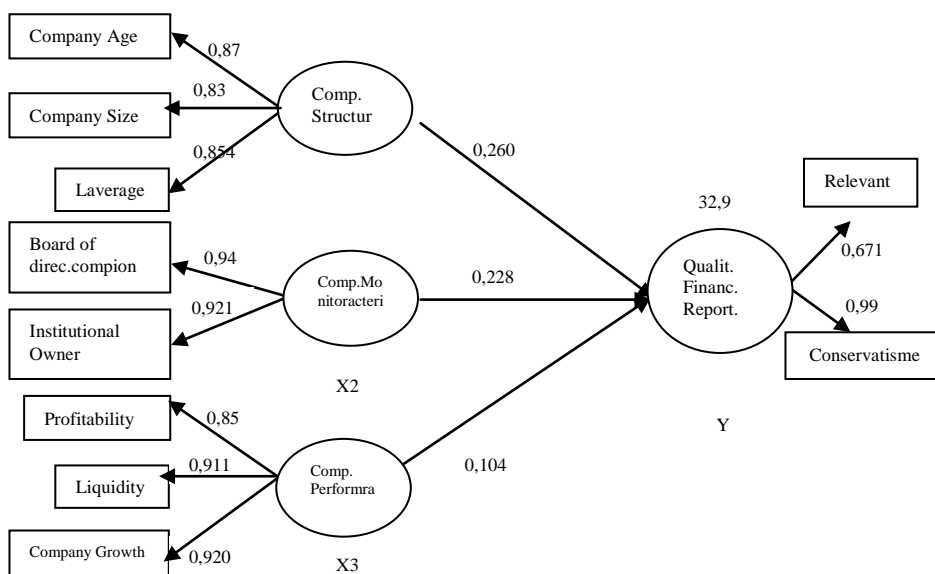 Company Age
0,87
Company Size
0,83
Laverage
0,854
Comp.
Structur
0,260
Board of
direc.compion
0,94
Institutional
Owner
0,921
Comp.Mo
nitoracteri
0,228
X2
Profitability
0,85
Liquidity
0,911
Company Growth
0,920
Comp.
Performra
0,104
X3
32,9
Qualit.
Financ.
Report.
Y
Relevant
0,671
0,99
Conservatisme